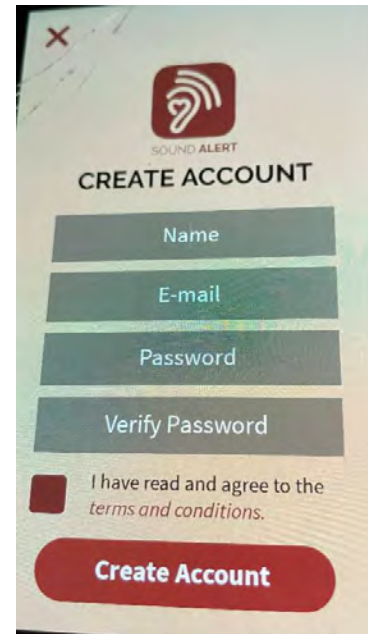 SOUND ALERT
CREATE ACCOUNT
Name
E-mail
Password
Verify Password
I have read and agree to the
terms and conditions.
Create Account